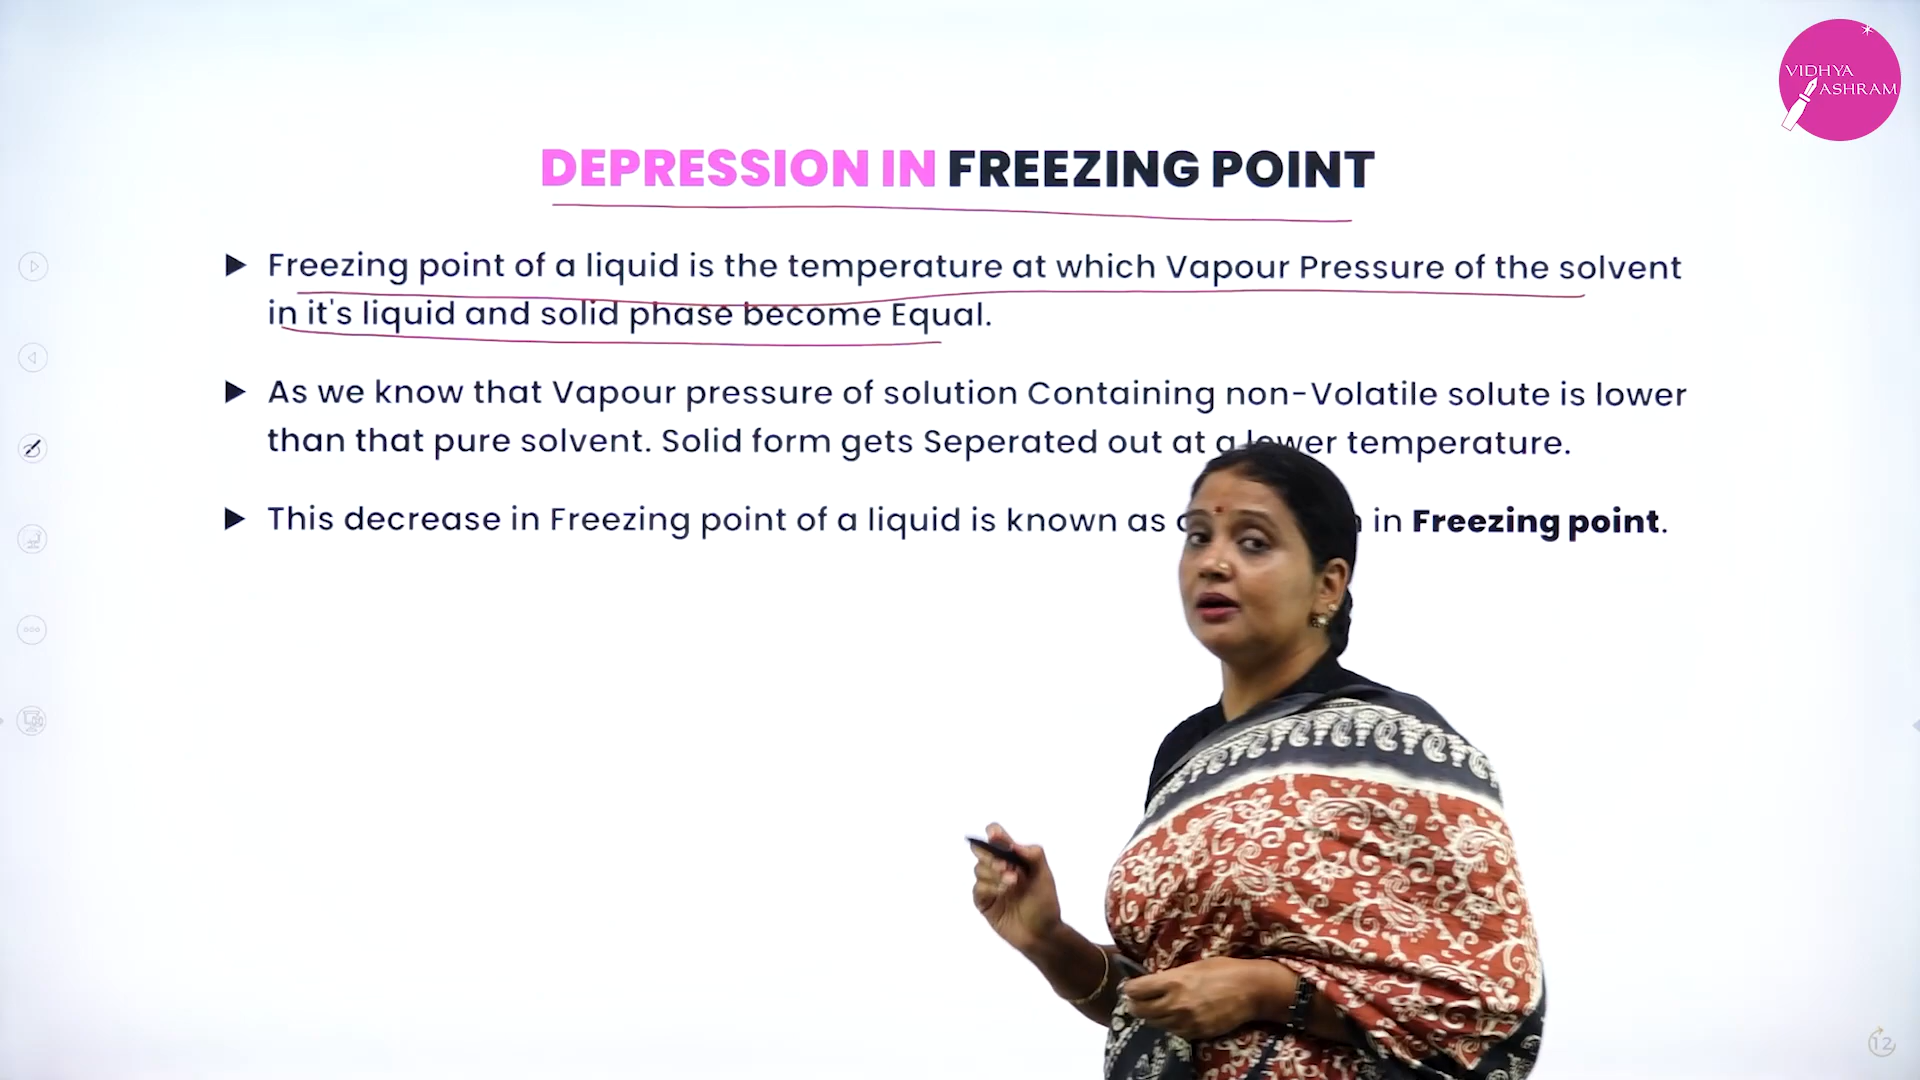 VIDHYA
ASHRAM
DEPRESSION IN FREEZING POINT
Freezing point of a liquid is the temperature at which Vapour Pressure of the solvent
in it's liquid and solid phase become Equal.
As we know that Vapour pressure of solution Containing non-Volatile solute is lower
than that pure solvent. Solid form gets Seperated out at a lower temperature.
This decrease in Freezing point of a liquid is known as in Freezing point.
12